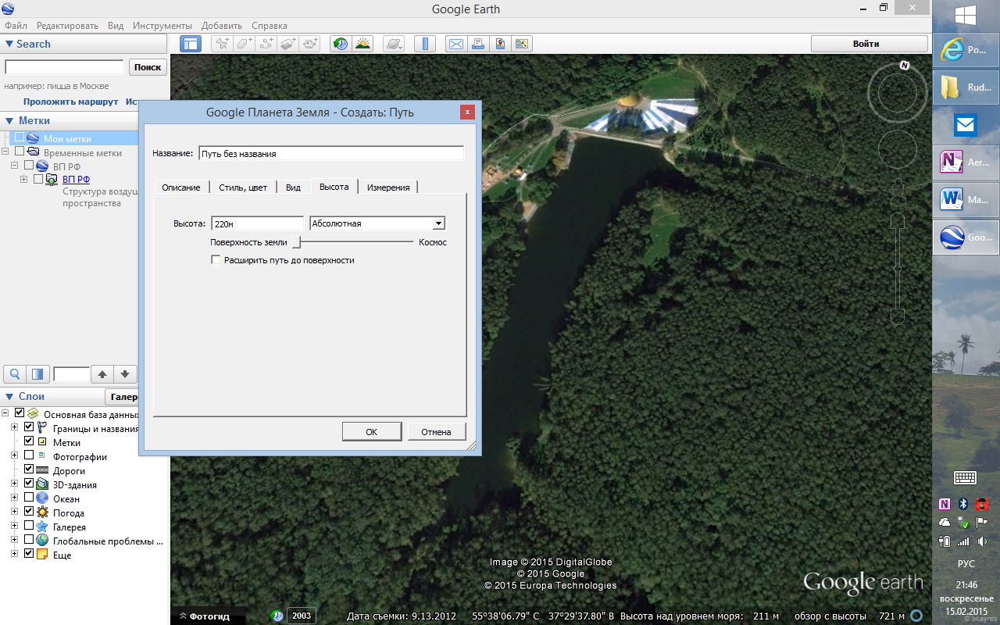 Google Earth
Файл Редактировать Вид Инструменты Добавить Справка
Search
Войти
Поиск
например: пицца в Москве
Проложить маршрут Ис
Метки
Мои метки
Временные метки
ВП РФ
ВП РФ
Структура воздуш
пространства
Google Планета Земля - Создать: Путь
Название: Путь без названия
Описание Стиль, цвет Вид Высота Измерения
Высота: 220м Абсолютная
Поверхность земли Космос
Расширить путь до поверхности
ОК Отмена
Слои
Галере
Основная база данных
Границы и названия
Метки
Фотографии
Дороги
3D-здания
Океан
Погода
Галерея
Глобальные проблемы ...
Еще
N
Image © 2015 DigitalGlobe
© 2015 Google
© 2015 Europa Technologies
Google earth
Фотогид
2003
Дата съемки: 9.13.2012 55°38'06.79" С 37°29'37.80" В Высота над уровнем моря: 211 м обзор с высоты 721 м
Po...
Rud...
Aer...
Ma...
Goo...
РУС
21:46
воскресенье
15.02.2015
© bcayres